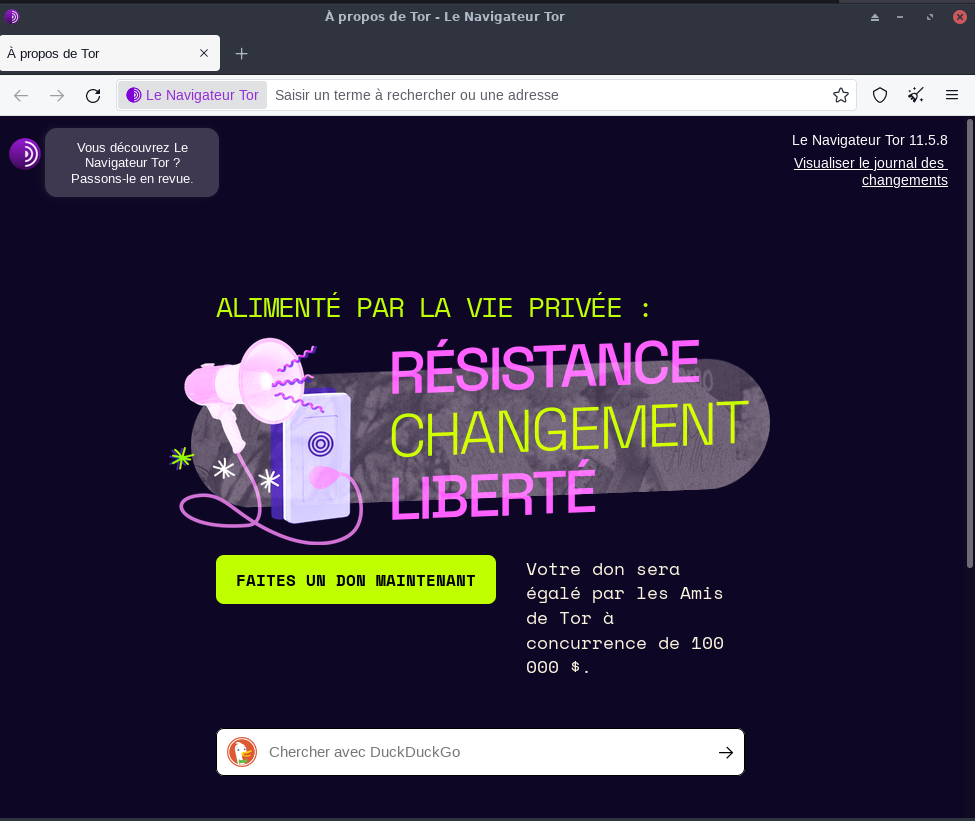 À propos de Tor - Le Navigateur Tor
À propos de Tor
Le Navigateur Tor
Saisir un terme à rechercher ou une adresse
Vous découvrez Le
Navigateur Tor ?
Passons-le en revue.
Le Navigateur Tor 11.5.8
Visualiser le journal des
changements
ALIMENTÉ PAR LA VIE PRIVÉE :
RÉSISTANCE
CHANGEMENT
LIBERTÉ
FAITES UN DON MAINTENANT
Votre don sera
égalé par les Amis
de Tor à
concurrence de 100
000 $.
Chercher avec DuckDuckGo